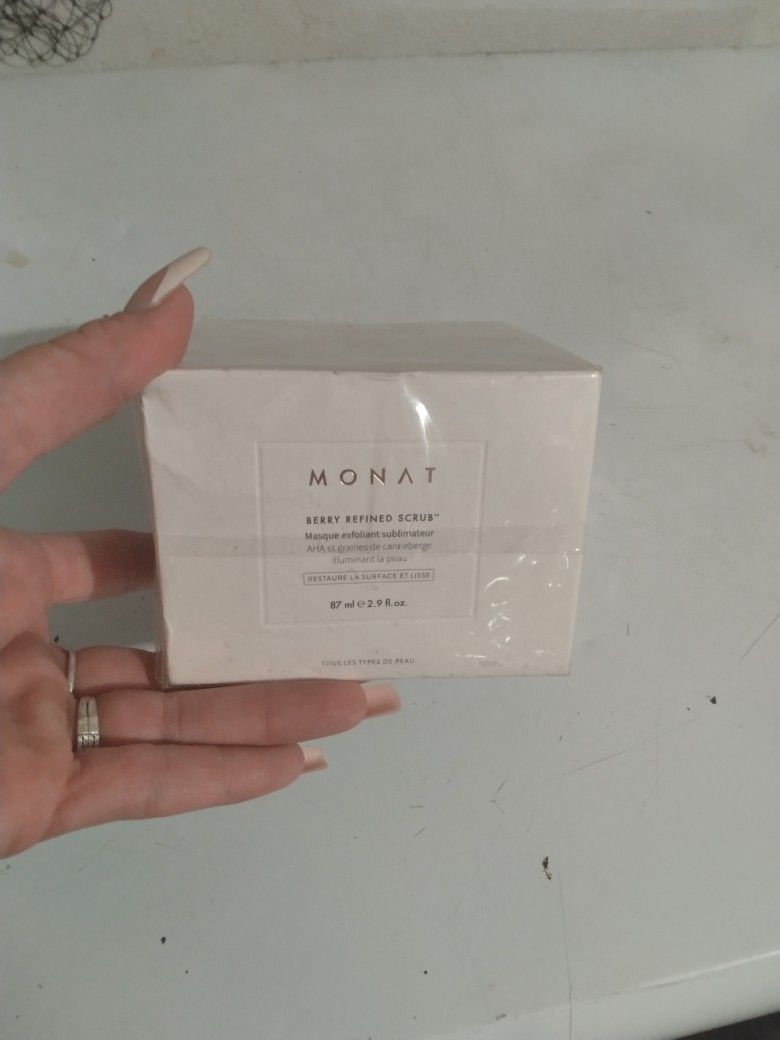 MONAT
BERRY REFINED SCRUB™
Masque exfoliant sublimateur
AHA et graines de canneberge
illuminant la peau
RESTAURE LA SURFACE ET LISSE
87 ml ℮ 2.9 fl. oz.
TOUS LES TYPES DE PEAU